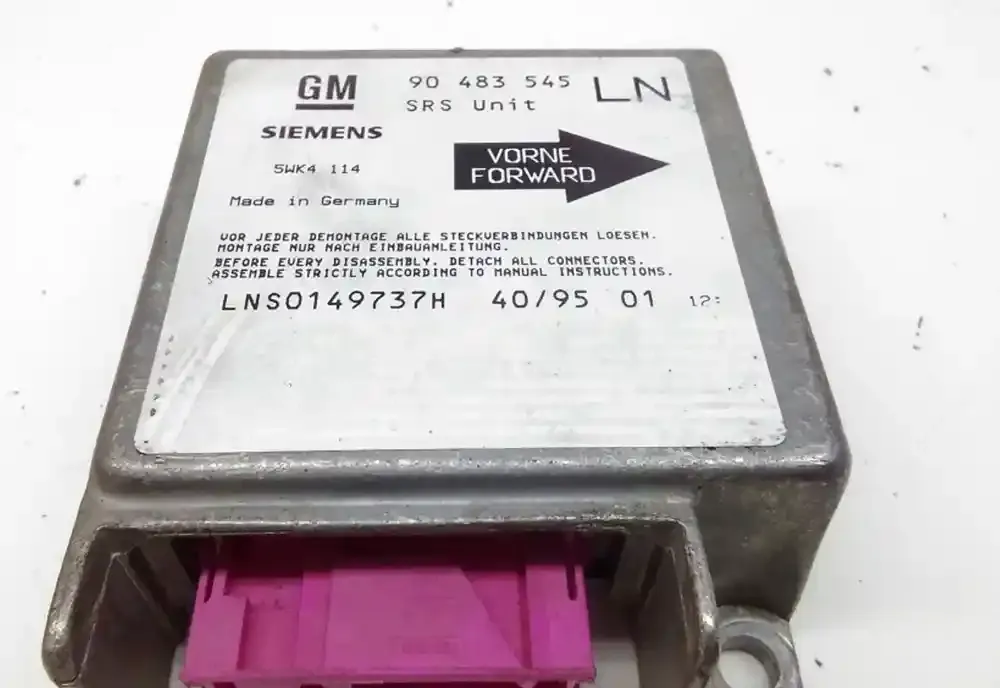 GM 90 483 545 LN
SRS Unit
SIEMENS
5WK4 114
VORNE
FORWARD
Made in Germany
VOR JEDER DEMONTAGE ALLE STECKVERBINDUNGEN LOESEN.
MONTAGE NUR NACH EINBAUANLEITUNG.
BEFORE EVERY DISASSEMBLY, DETACH ALL CONNECTORS.
ASSEMBLE STRICTLY ACCORDING TO MANUAL INSTRUCTIONS.
LNS0149737H 40/95 01 12: